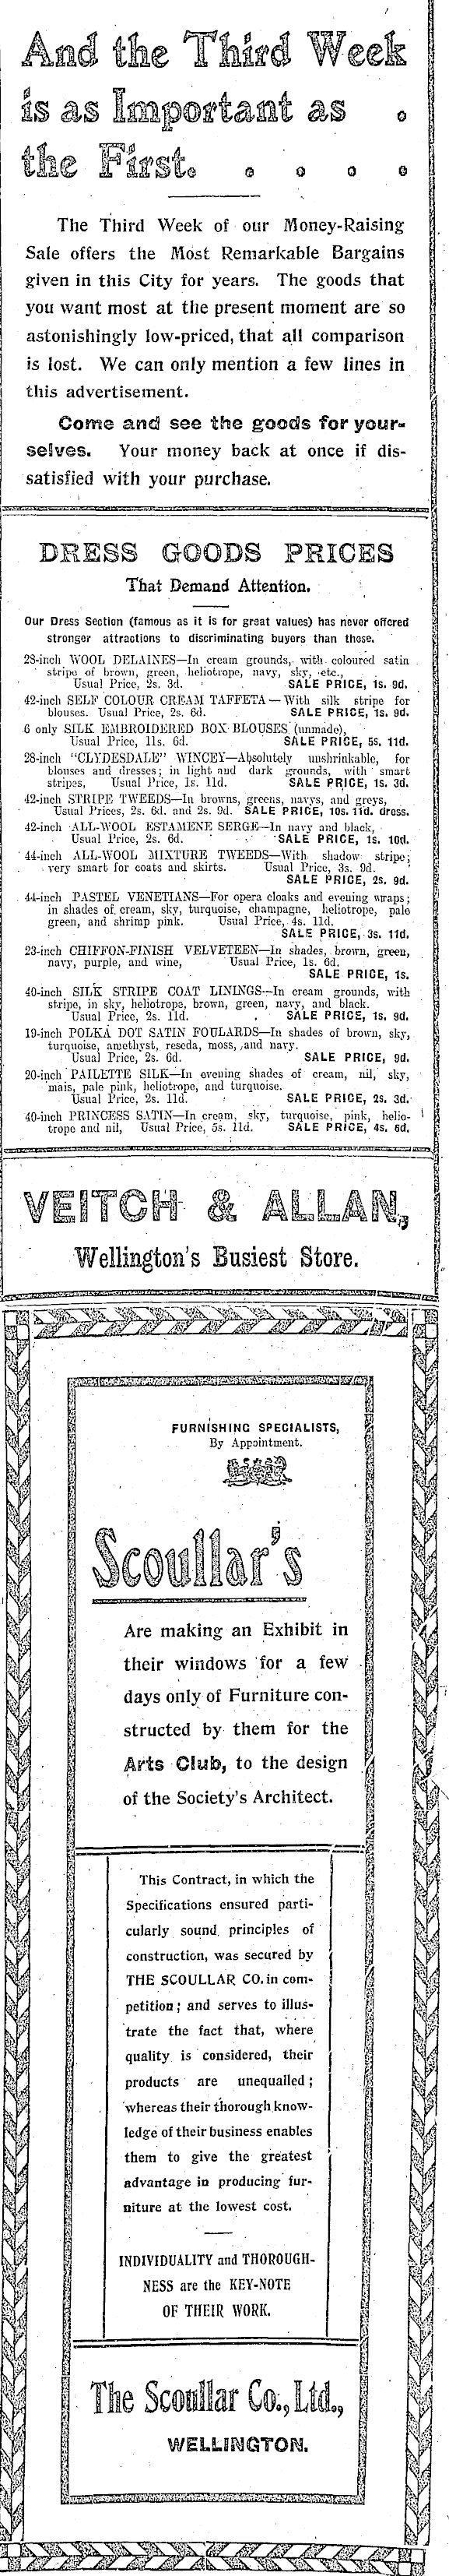 And the Third Week
is as Important as .
the First. . . . .
The Third Week of our Money-Raising
Sale offers the Most Remarkable Bargains
given in this City for years. The goods that
you want most at the present moment are so
astonishingly low-priced, that all comparison
is lost. We can only mention a few lines in
this advertisement.
Come and see the goods for your-
selves. Your money back at once if dis-
satisfied with your purchase.
DRESS GOODS PRICES
That Demand Attention.
Our Dress Section (famous as it is for great values) has never offered
stronger attractions to discriminating buyers than these.
28-inch WOOL DELAINES—In cream grounds, with coloured satin
stripe of brown, green, heliotrope, navy, sky, etc.,
Usual Price, 2s. 3d. SALE PRICE, 1s. 9d.
42-inch SELF COLOUR CREAM TAFFETA—With silk stripe for
blouses. Usual Price, 2s. 6d. SALE PRICE, 1s. 9d.
6 only SILK EMBROIDERED BOX BLOUSES (unmade),
Usual Price, 11s. 6d. SALE PRICE, 5s. 11d.
28-inch "CLYDESDALE" WINCEY—Absolutely unshrinkable, for
blouses and dresses; in light and dark grounds, with smart
stripes, Usual Price, 1s. 11d. SALE PRICE, 1s. 3d.
42-inch STRIPE TWEEDS—In browns, greens, navys, and greys,
Usual Prices, 2s. 6d. and 2s. 9d. SALE PRICE, 10s. 11d. dress.
42-inch ALL-WOOL ESTAMENE SERGE—In navy and black,
Usual Price, 2s. 6d. SALE PRICE, 1s. 10d.
44-inch ALL-WOOL MIXTURE TWEEDS—With shadow stripe;
very smart for coats and skirts. Usual Price, 3s. 9d.
SALE PRICE, 2s. 9d.
44-inch PASTEL VENETIANS—For opera cloaks and evening wraps;
in shades of cream, sky, turquoise, champagne, heliotrope, pale
green, and shrimp pink. Usual Price, 4s. 11d.
SALE PRICE, 3s. 11d.
23-inch CHIFFON-FINISH VELVETEEN—In shades, brown, green,
navy, purple, and wine, Usual Price, 1s. 6d.
SALE PRICE, 1s.
40-inch SILK STRIPE COAT LININGS—In cream grounds, with
stripe, in sky, heliotrope, brown, green, navy, and black.
Usual Price, 2s. 11d. SALE PRICE, 1s. 9d.
19-inch POLKA DOT SATIN FOULARDS—In shades of brown, sky,
turquoise, amethyst, reseda, moss, and navy.
Usual Price, 2s. 6d. SALE PRICE, 9d.
20-inch PAILETTE SILK—In evening shades of cream, nil, sky,
mais, pale pink, heliotrope, and turquoise.
Usual Price, 2s. 11d. SALE PRICE, 2s. 3d.
40-inch PRINCESS SATIN—In cream, sky, turquoise, pink, helio-
trope and nil, Usual Price, 5s. 11d. SALE PRICE, 4s. 6d.
VEITCH & ALLAN,
Wellington's Busiest Store.
FURNISHING SPECIALISTS,
By Appointment.
Scoullar's
Are making an Exhibit in
their windows for a few
days only of Furniture con-
structed by them for the
Arts Club, to the design
of the Society's Architect.
This Contract, in which the
Specifications ensured parti-
cularly sound principles of
construction, was secured by
THE SCOULLAR CO. in com-
petition; and serves to illus-
trate the fact that, where
quality is considered, their
products are unequalled;
whereas their thorough know-
ledge of their business enables
them to give the greatest
advantage in producing fur-
niture at the lowest cost.
INDIVIDUALITY and THOROUGH-
NESS are the KEY-NOTE
OF THEIR WORK.
The Scoullar Co., Ltd.,
WELLINGTON.